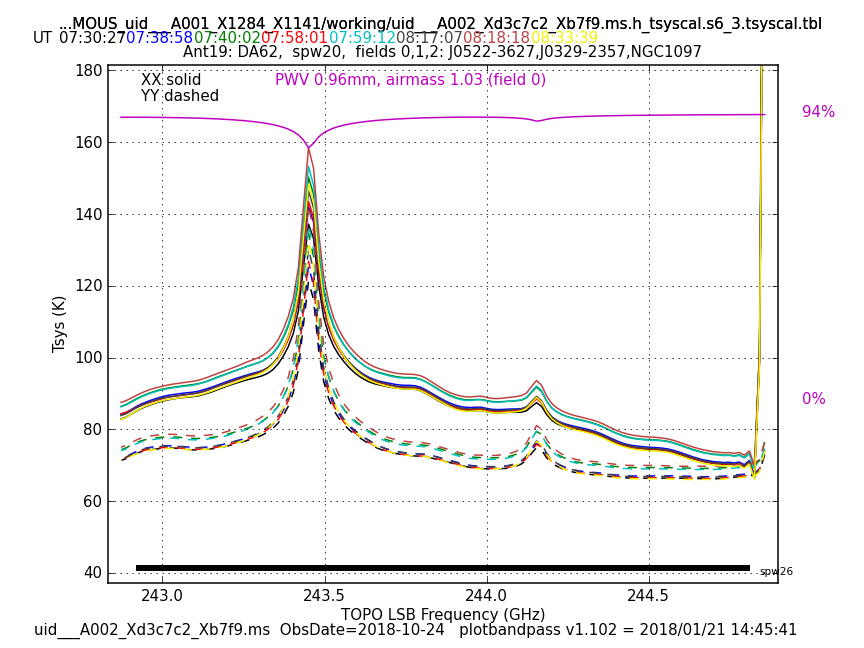 ...MOUS_uid___A001_X1284_X1141/working/uid___A002_Xd3c7c2_Xb7f9.ms.h_tsyscal.s6_3.tsyscal.tbl
UT 07:30:27 07:38:58 07:40:02 07:58:01 07:59:12 08:17:07 08:18:18 08:33:39
Ant19: DA62, spw20, fields 0,1,2: J0522-3627,J0329-2357,NGC1097
180
XX solid
PWV 0.96mm, airmass 1.03 (field 0)
YY dashed
94%
160
140
120
Tsys (K)
100
0%
80
60
40
spw26
243.0 243.5 244.0 244.5
TOPO LSB Frequency (GHz)
uid___A002_Xd3c7c2_Xb7f9.ms ObsDate=2018-10-24 plotbandpass v1.102 = 2018/01/21 14:45:41